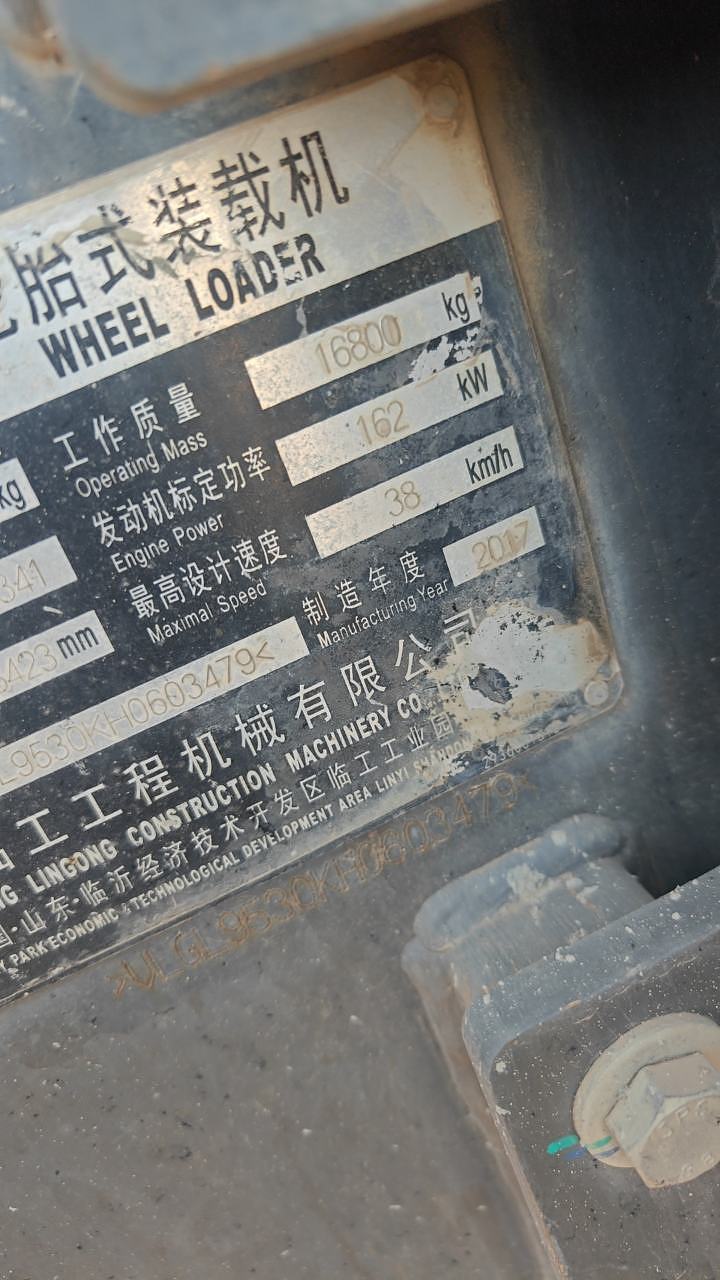 胎式装载机
WHEEL LOADER
工作质量 16800 kg
Operating Mass
kg
发动机标定功率 162 kW
Engine Power
341
最高设计速度 38 km/h
Maximal Speed
423 mm
制造年度 2017
Manufacturing Year
L9530KH0603479<
工工程机械有限公司
LINGONG CONSTRUCTION MACHINERY CO
·山东·临沂经济技术开发区临工工业园
PARK ECONOMIC & TECHNOLOGICAL DEVELOPMENT AREA LINYI
>VLGL9530KH0603479<